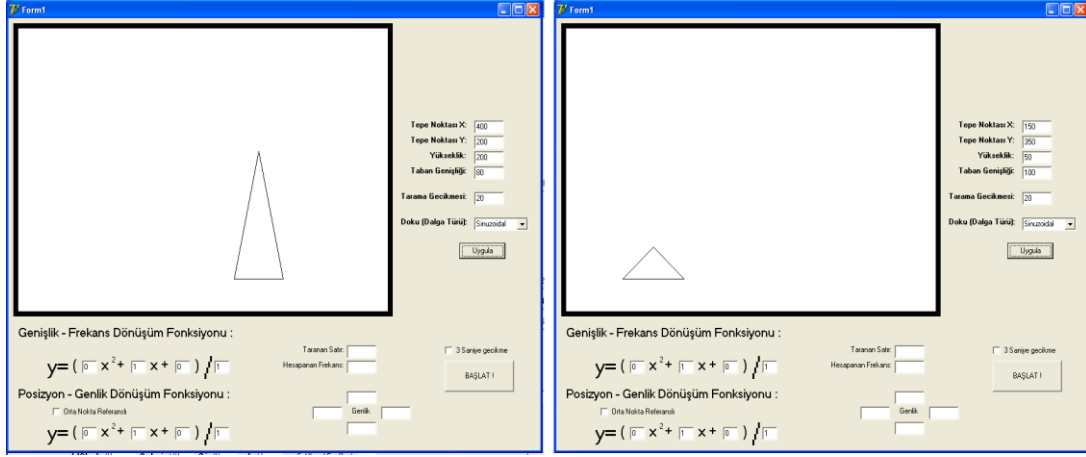 Form1
Tepe Noktası X: 400
Tepe Noktası Y: 200
Yükseklik: 200
Taban Genişliği: 80
Tarama Gecikmesi: 20
Doku (Dalga Türü): Sinuzoidal
Uygula
Genişlik - Frekans Dönüşüm Fonksiyonu :
y= ( 0 x²+ 1 x + 0 ) / 1
Taranan Satır:
Hesapanan Frekans:
3 Saniye gecikme
BAŞLAT !
Posizyon - Genlik Dönüşüm Fonksiyonu :
Orta Nokta Referanslı
Genlik
y= ( 0 x²+ 1 x + 0 ) / 1
Form1
Tepe Noktası X: 150
Tepe Noktası Y: 350
Yükseklik: 50
Taban Genişliği: 100
Tarama Gecikmesi: 20
Doku (Dalga Türü): Sinuzoidal
Uygula
Genişlik - Frekans Dönüşüm Fonksiyonu :
y= ( 0 x²+ 1 x + 0 ) / 1
Taranan Satır:
Hesapanan Frekans:
3 Saniye gecikme
BAŞLAT !
Posizyon - Genlik Dönüşüm Fonksiyonu :
Orta Nokta Referanslı
Genlik
y= ( 0 x²+ 1 x + 0 ) / 1